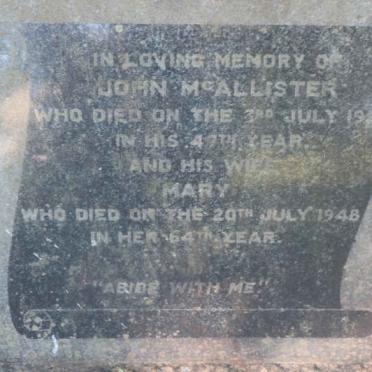 IN LOVING MEMORY OF
JOHN McALLISTER
WHO DIED ON THE 3RD JULY
IN HIS 47TH YEAR.
AND HIS WIFE
MARY
WHO DIED ON THE 20TH JULY 1948
IN HER 64TH YEAR.
"ABIDE WITH ME"